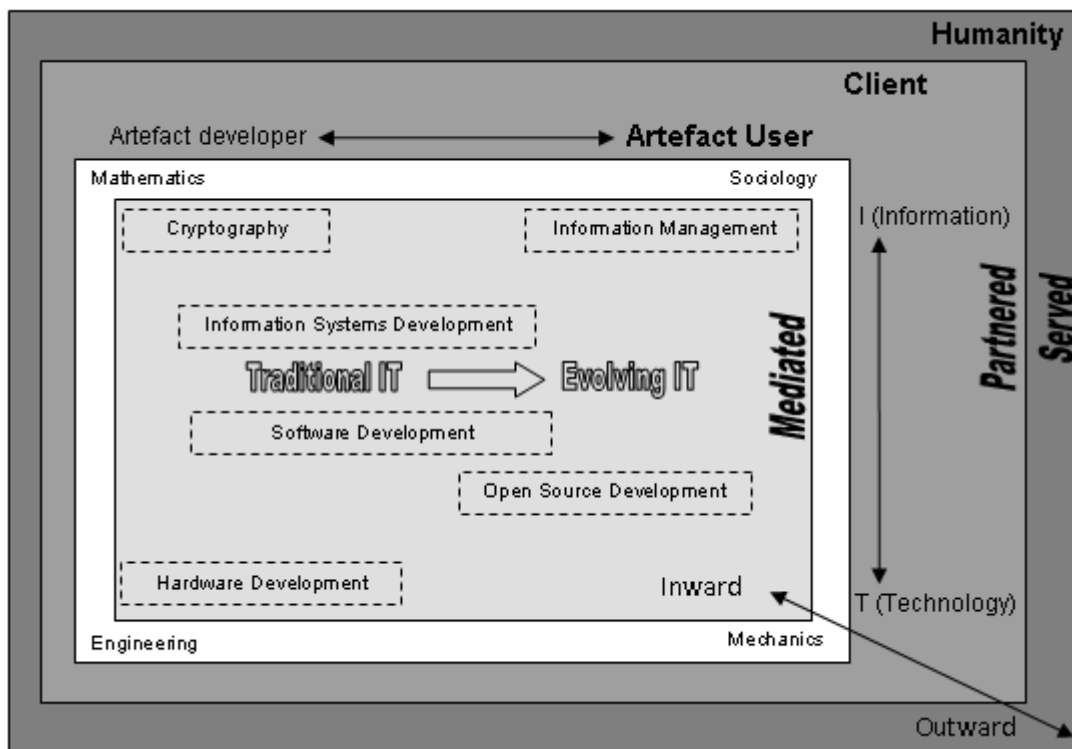 Humanity
Client
Artefact developer
Artefact User
Mathematics
Sociology
Cryptography
Information Management
I (Information)
Information Systems Development
Traditional IT
Evolving IT
Mediated
Partnered
Served
Software Development
Open Source Development
Hardware Development
Inward
T (Technology)
Engineering
Mechanics
Outward